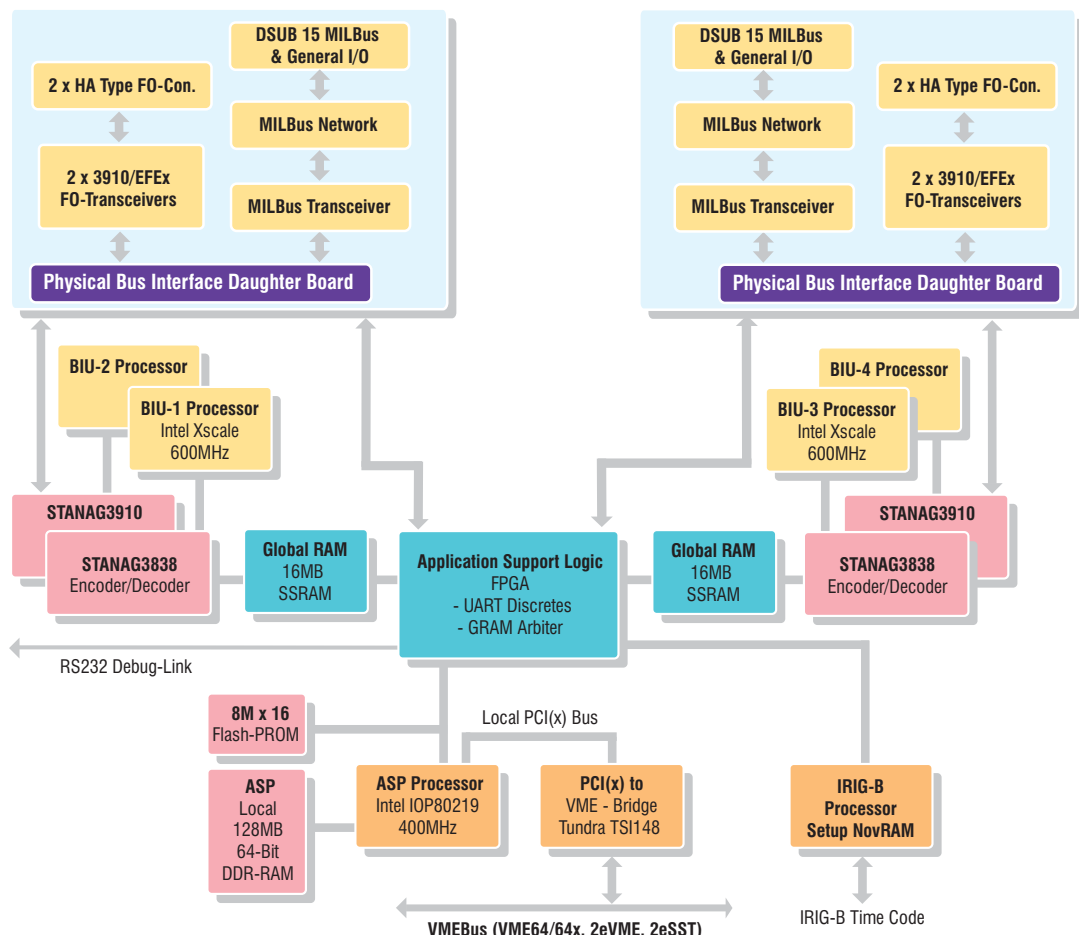 DSUB 15 MILBus
& General I/O
2 x HA Type FO-Con.
MILBus Network
2 x 3910/EFEx
FO-Transceivers
MILBus Transceiver
Physical Bus Interface Daughter Board
DSUB 15 MILBus
& General I/O
2 x HA Type FO-Con.
MILBus Network
2 x 3910/EFEx
FO-Transceivers
MILBus Transceiver
Physical Bus Interface Daughter Board
BIU-2 Processor
BIU-1 Processor
Intel Xscale
600MHz
BIU-4 Processor
BIU-3 Processor
Intel Xscale
600MHz
STANAG3910
STANAG3838
Encoder/Decoder
Global RAM
16MB
SSRAM
Application Support Logic
FPGA
- UART Discretes
- GRAM Arbiter
Global RAM
16MB
SSRAM
STANAG3910
STANAG3838
Encoder/Decoder
RS232 Debug-Link
8M x 16
Flash-PROM
Local PCI(x) Bus
ASP
Local
128MB
64-Bit
DDR-RAM
ASP Processor
Intel IOP80219
400MHz
PCI(x) to
VME - Bridge
Tundra TSI148
IRIG-B
Processor
Setup NovRAM
IRIG-B Time Code
VMEBus (VME64/64x, 2eVME, 2eSST)